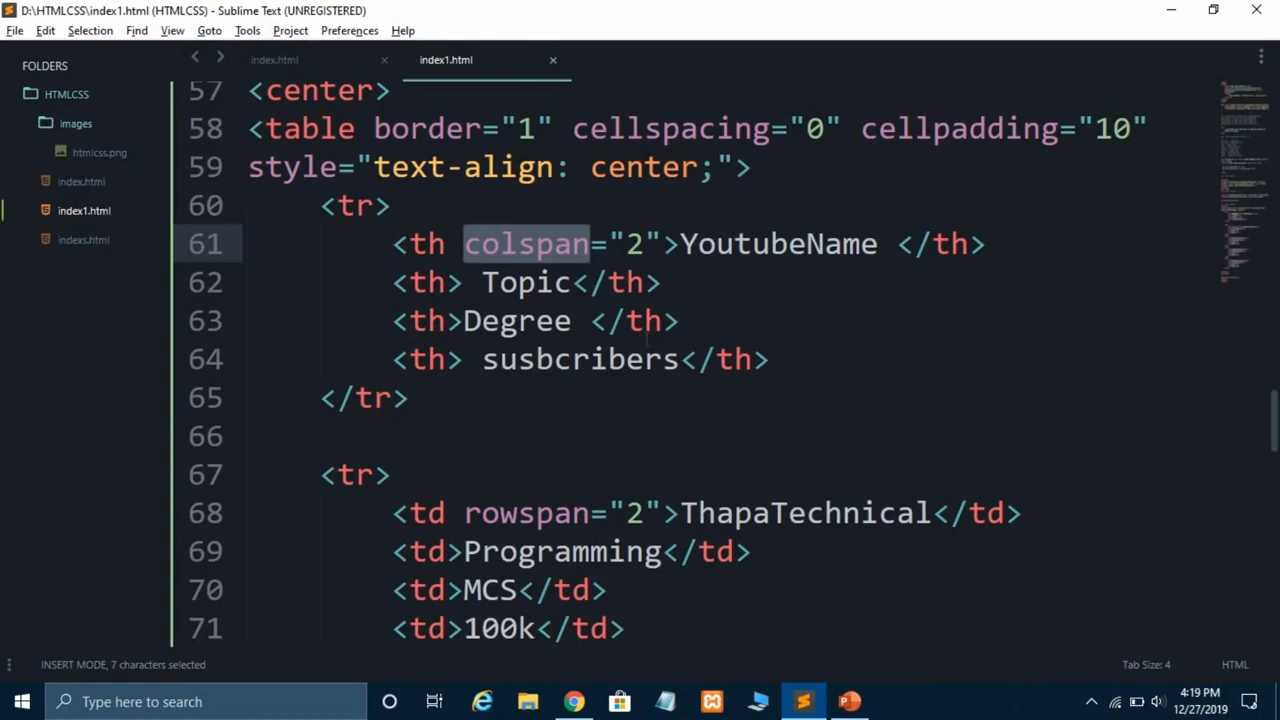 D:\HTMLCSS\index1.html (HTMLCSS) - Sublime Text (UNREGISTERED)
File Edit Selection Find View Goto Tools Project Preferences Help
FOLDERS
HTMLCSS
images
htmlcss.png
index.html
index1.html
indexs.html
index.html index1.html
57 <center>
58 <table border="1" cellspacing="0" cellpadding="10"
59 style="text-align: center;">
60 <tr>
61 <th colspan="2">YoutubeName </th>
62 <th> Topic</th>
63 <th>Degree </th>
64 <th> susbcribers</th>
65 </tr>
66
67 <tr>
68 <td rowspan="2">ThapaTechnical</td>
69 <td>Programming</td>
70 <td>MCS</td>
71 <td>100k</td>
INSERT MODE, 7 characters selected Tab Size: 4 HTML
Type here to search
4:19 PM
12/27/2019